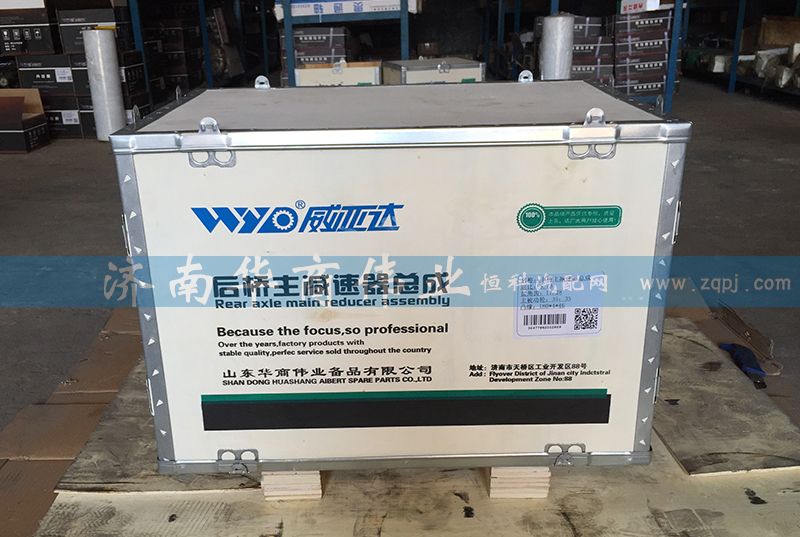 WYD®威亚达
100%
后桥主减速器总成
Rear axle main reducer assembly
Because the focus,so professional
Over the years,factory products with
stable quality,perfec service sold throughout the country
山东华商伟业备品有限公司
SHAN DONG HUASHANG AIBERT SPARE PARTS CO.,LTD
地址：济南市天桥区工业开发区88号
Add：Flyover District of Jinan city Indctstral
Development Zone No:88
济南华商伟业 恒科汽配网 www.zqpj.com